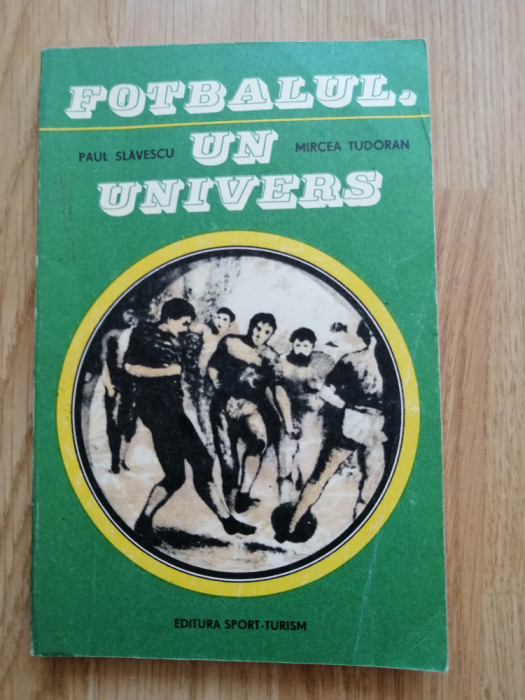 FOTBALUL,
PAUL SLĂVESCU UN MIRCEA TUDORAN
UNIVERS
EDITURA SPORT-TURISM